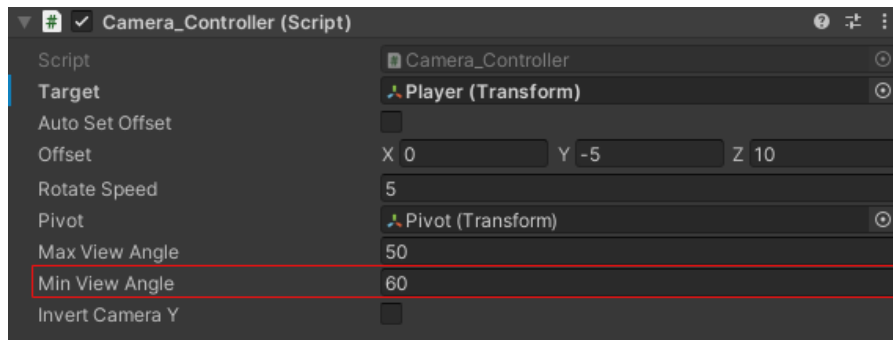 Camera_Controller (Script)
Script Camera_Controller
Target Player (Transform)
Auto Set Offset
Offset X 0 Y -5 Z 10
Rotate Speed 5
Pivot Pivot (Transform)
Max View Angle 50
Min View Angle 60
Invert Camera Y